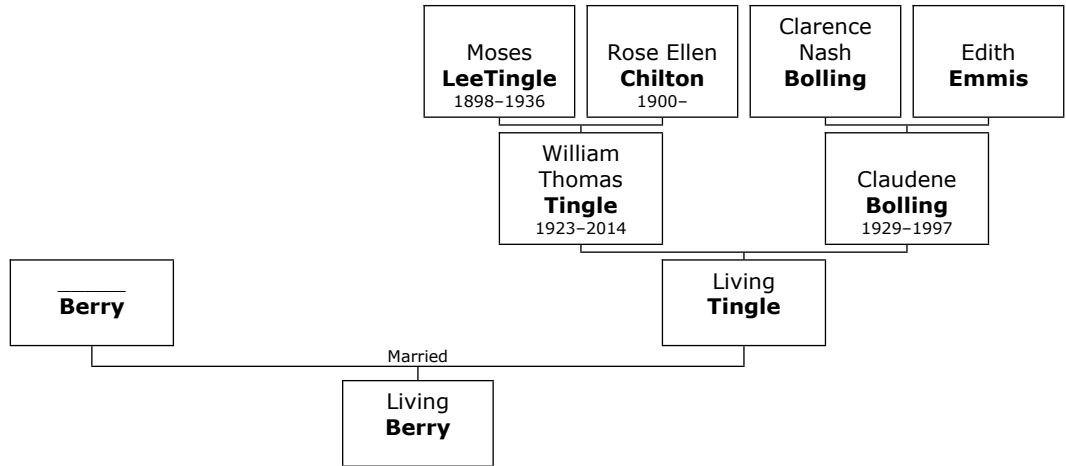 Moses
LeeTingle
1898–1936
Rose Ellen
Chilton
1900–
Clarence
Nash
Bolling
Edith
Emmis
William
Thomas
Tingle
1923–2014
Claudene
Bolling
1929–1997
______
Berry
Living
Tingle
Married
Living
Berry